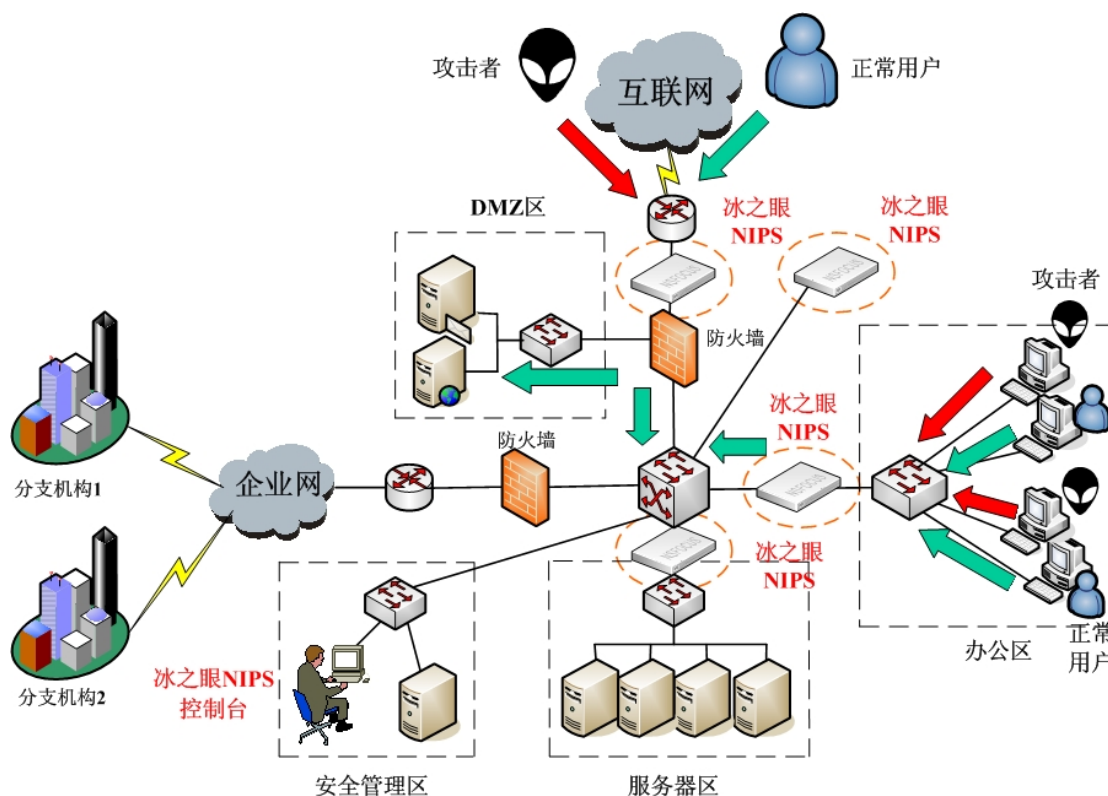 攻击者
互联网
正常用户
DMZ区
冰之眼
NIPS
冰之眼
NIPS
NSFOCUS
NSFOCUS
攻击者
防火墙
冰之眼
NIPS
防火墙
企业网
NSFOCUS
分支机构1
NSFOCUS
冰之眼
NIPS
正常
用户
办公区
冰之眼NIPS
控制台
分支机构2
安全管理区
服务器区